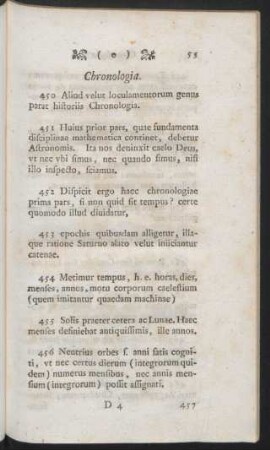 ( o ) 55
Chronologia.
450 Aliud velut loculamentorum genus
parat historiis Chronologia.
451 Huius prior pars, quae fundamenta
disciplinae mathematica continet, debetur
Astronomis. Ita nos demirait caelo Deus,
vt nec vbi simus, nec quando simus, nisi
illo inspecto, sciamus.
452 Dispicit ergo haec chronologiae
prima pars, si non quid sit tempus? certe
quomodo illud diuidatur,
453 epochis quibusdam alligetur, illa-
que ratione Saturno alato velut iniiciantur
catenae.
454 Metimur tempus, h. e. horas, dies,
menses, annos, motu corporum caelestium
(quem imitantur quaedam machinae)
455 Solis praeter cetera ac Lunae. Haec
menses definiebat antiquissimis, ille annos.
456 Neutrius orbes s. anni satis cogni-
ti, vt nec certus dierum (integrorum qui-
dem) numerus mensibus, nec annis men-
sium (integrorum) possit assignari.
D 4 457